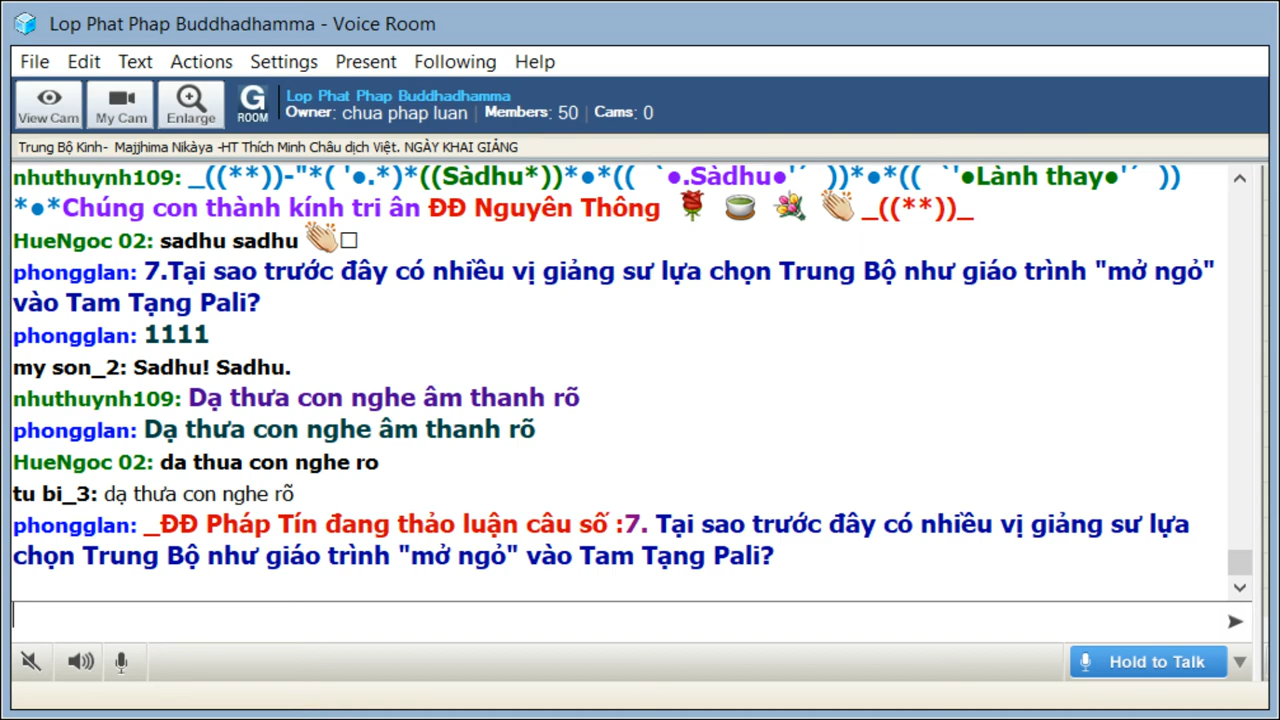 Lop Phat Phap Buddhadhamma - Voice Room
File Edit Text Actions Settings Present Following Help
View Cam My Cam Enlarge G ROOM Lop Phat Phap Buddhadhamma
Owner: chua phap luan | Members: 50 | Cams: 0
Trung Bộ Kinh- Majjhima Nikàya -HT Thích Minh Châu dịch Việt. NGÀY KHAI GIẢNG
nhuthuynh109: _((**))-"*( '●.*)*((Sàdhu*))*●*(( `●.Sàdhu●'´ ))*●*(( `'●Lành thay●'´ ))
*●*Chúng con thành kính tri ân ĐĐ Nguyên Thông 🌹 🍵 💐 👏 _((**))_
HueNgoc 02: sadhu sadhu 👏□
phongglan: 7.Tại sao trước đây có nhiều vị giảng sư lựa chọn Trung Bộ như giáo trình "mở ngỏ"
vào Tam Tạng Pali?
phongglan: 1111
my son_2: Sadhu! Sadhu.
nhuthuynh109: Dạ thưa con nghe âm thanh rõ
phongglan: Dạ thưa con nghe âm thanh rõ
HueNgoc 02: da thua con nghe ro
tu bi_3: dạ thưa con nghe rõ
phongglan: _ĐĐ Pháp Tín đang thảo luận câu số :7. Tại sao trước đây có nhiều vị giảng sư lựa
chọn Trung Bộ như giáo trình "mở ngỏ" vào Tam Tạng Pali?
Hold to Talk